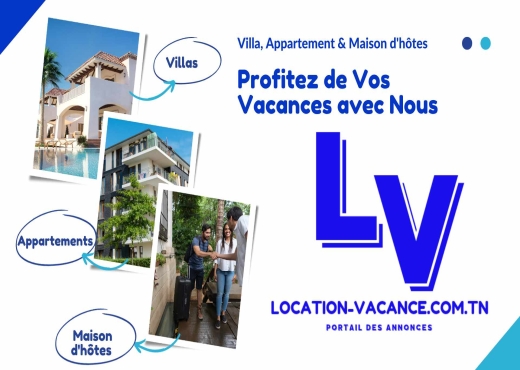 Villa, Appartement & Maison d'hôtes
Profitez de Vos
Vacances avec Nous
Villas
Appartements
Maison
d'hôtes
LV
LOCATION-VACANCE.COM.TN
PORTAIL DES ANNONCES